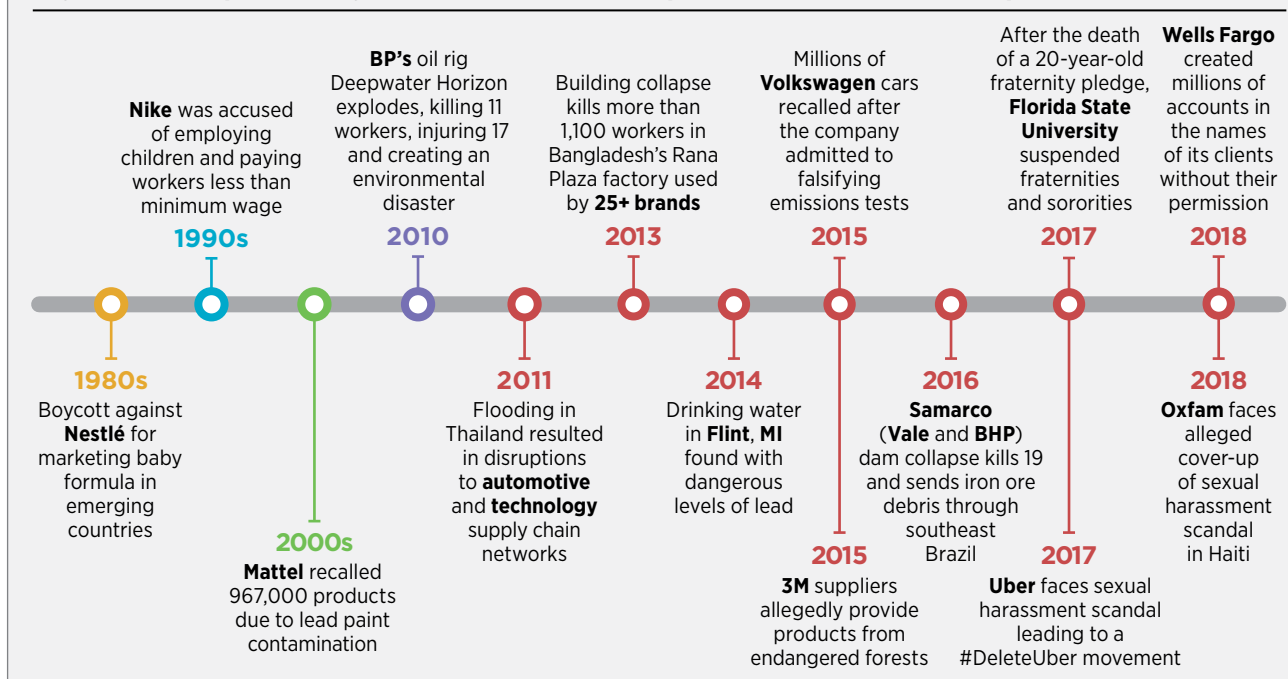 Nike was accused
of employing
children and paying
workers less than
minimum wage
1990s
BP’s oil rig
Deepwater Horizon
explodes, killing 11
workers, injuring 17
and creating an
environmental
disaster
2010
Building collapse
kills more than
1,100 workers in
Bangladesh’s Rana
Plaza factory used
by 25+ brands
2013
Millions of
Volkswagen cars
recalled after
the company
admitted to
falsifying
emissions tests
2015
After the death
of a 20-year-old
fraternity pledge,
Florida State
University
suspended
fraternities
and sororities
2017
Wells Fargo
created
millions of
accounts in
the names
of its clients
without their
permission
2018
1980s
Boycott against
Nestlé for
marketing baby
formula in
emerging
countries
2000s
Mattel recalled
967,000 products
due to lead paint
contamination
2011
Flooding in
Thailand resulted
in disruptions
to automotive
and technology
supply chain
networks
2014
Drinking water
in Flint, MI
found with
dangerous
levels of lead
2015
3M suppliers
allegedly provide
products from
endangered forests
2016
Samarco
(Vale and BHP)
dam collapse kills 19
and sends iron ore
debris through
southeast
Brazil
2017
Uber faces sexual
harassment scandal
leading to a
#DeleteUber movement
2018
Oxfam faces
alleged
cover-up
of sexual
harassment
scandal
in Haiti